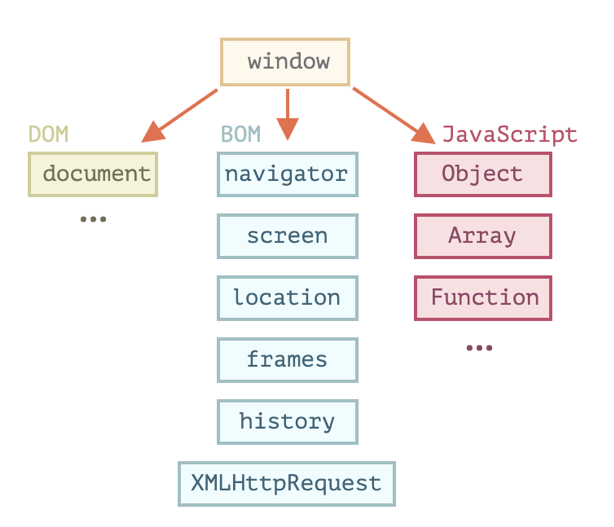 window
DOM
document
...
BOM
navigator
screen
location
frames
history
XMLHttpRequest
JavaScript
Object
Array
Function
...